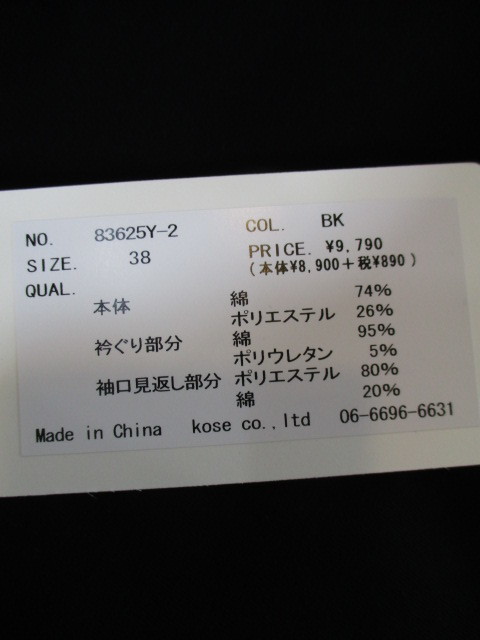 NO. 83625Y-2 COL. BK
SIZE. 38 PRICE. ¥9,790
(本体¥8,900+税¥890)
QUAL.
本体 綿 74%
ポリエステル 26%
衿ぐり部分 綿 95%
ポリウレタン 5%
袖口見返し部分 ポリエステル 80%
綿 20%
Made in China kose co.,ltd 06-6696-6631